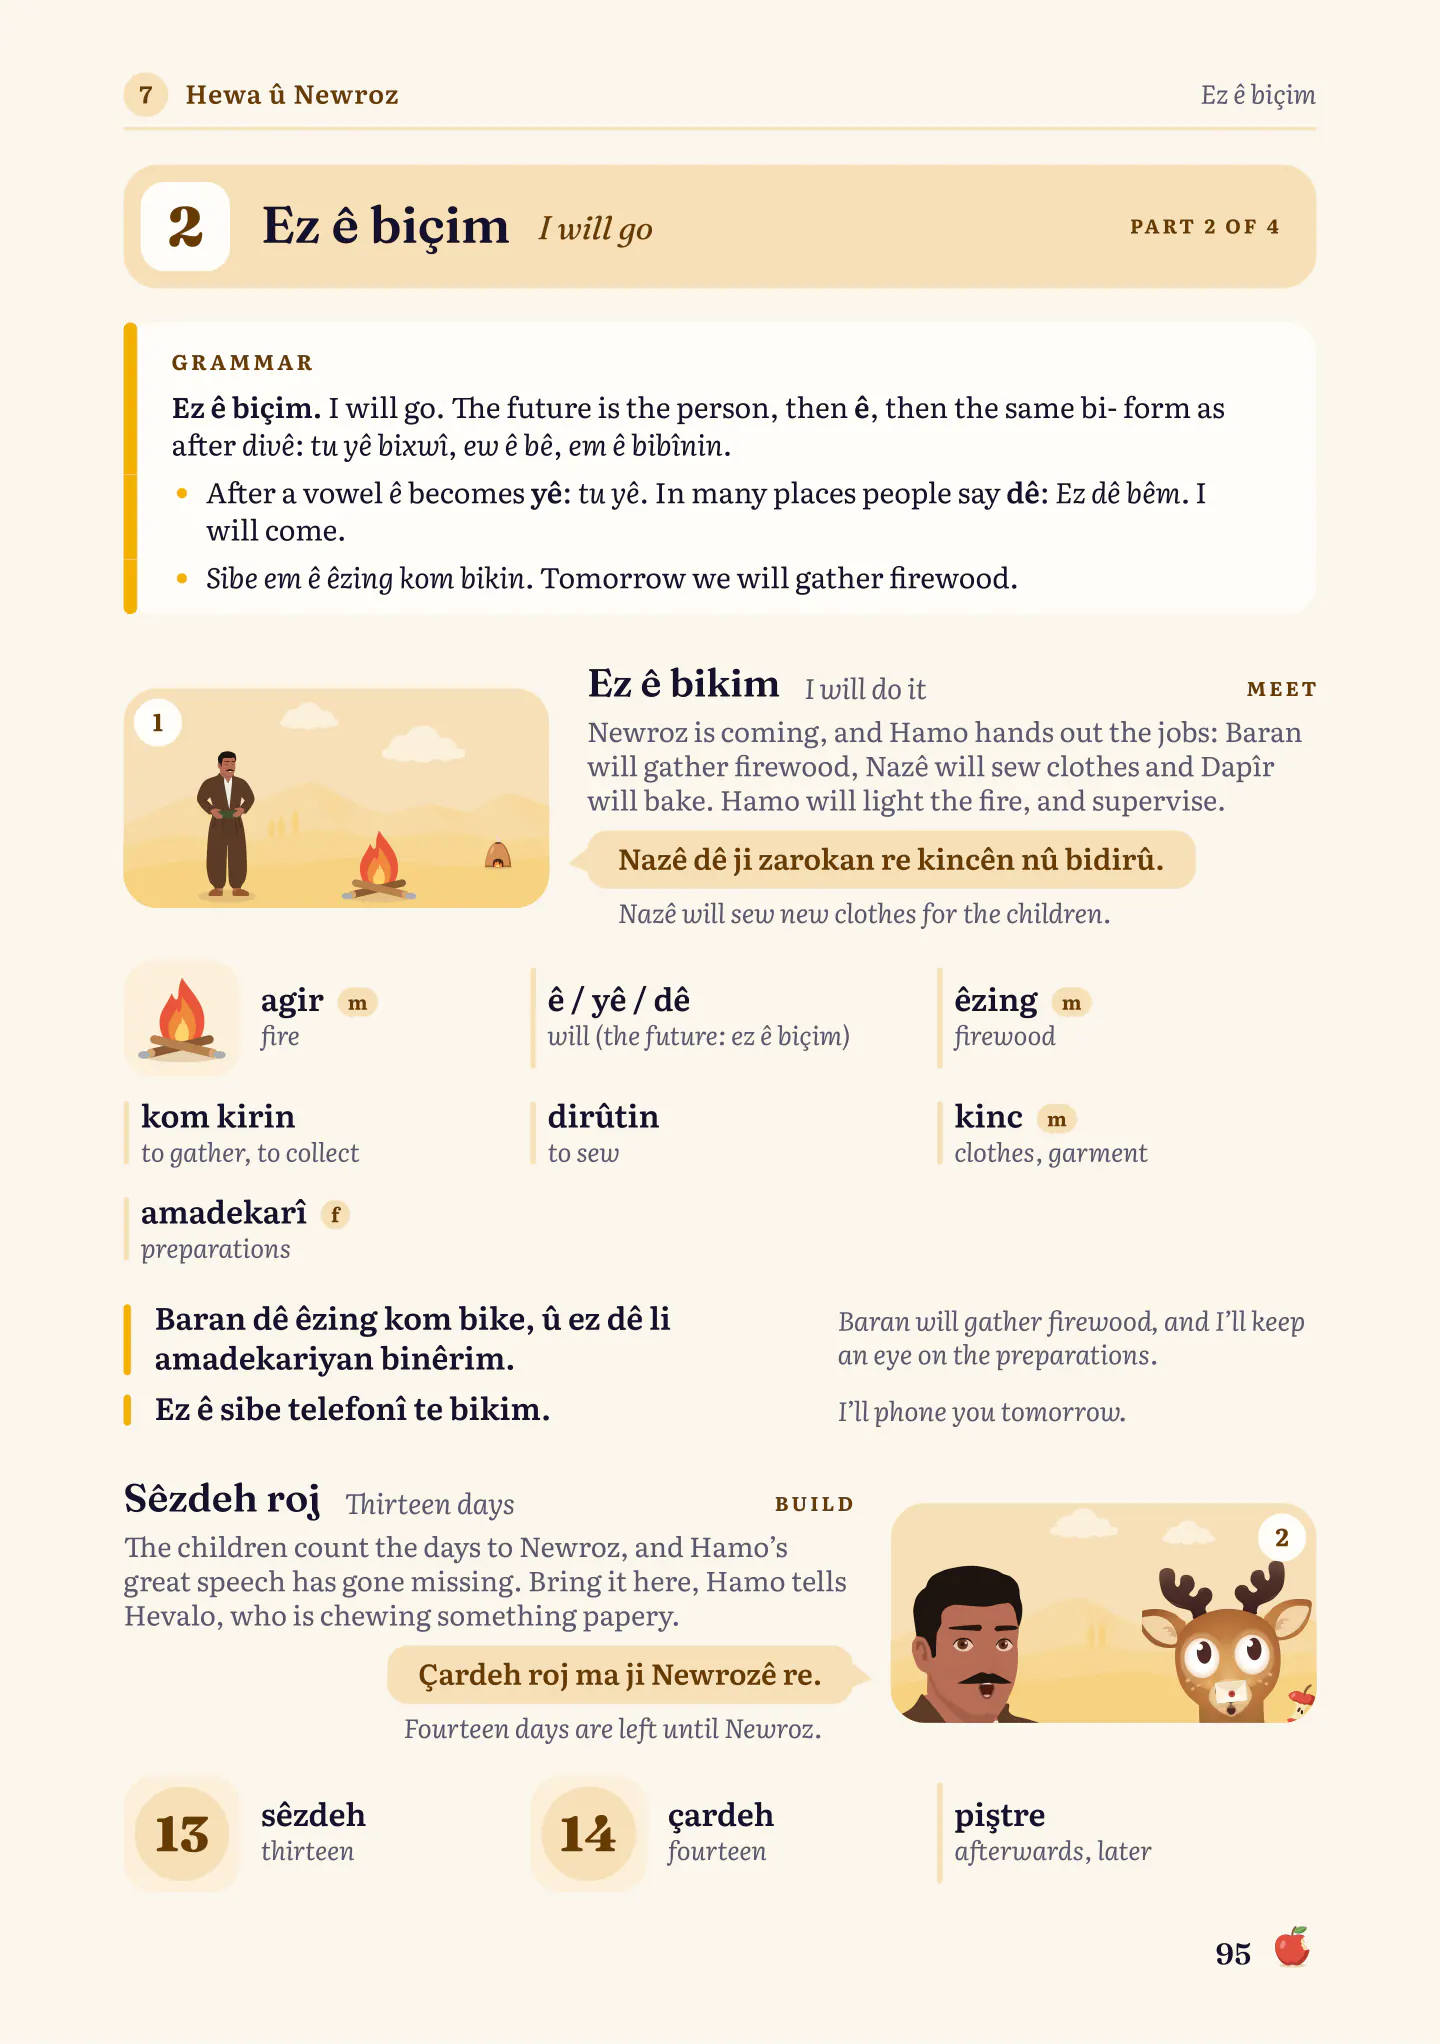 7 Hewa û Newroz
Ez ê biçim
2 Ez ê biçim I will go
PART 2 OF 4
GRAMMAR
Ez ê biçim. I will go. The future is the person, then ê, then the same bi- form as
after divê: tu yê bixwî, ew ê bê, em ê bibînin.
• After a vowel ê becomes yê: tu yê. In many places people say dê: Ez dê bêm. I
will come.
• Sibe em ê êzing kom bikin. Tomorrow we will gather firewood.
1
Ez ê bikim I will do it
MEET
Newroz is coming, and Hamo hands out the jobs: Baran
will gather firewood, Nazê will sew clothes and Dapîr
will bake. Hamo will light the fire, and supervise.
Nazê dê ji zarokan re kincên nû bidirû.
Nazê will sew new clothes for the children.
agir m
fire
ê / yê / dê
will (the future: ez ê biçim)
êzing m
firewood
kom kirin
to gather, to collect
dirûtin
to sew
kinc m
clothes, garment
amadekarî f
preparations
Baran dê êzing kom bike, û ez dê li
amadekariyan binêrim.
Baran will gather firewood, and I’ll keep
an eye on the preparations.
Ez ê sibe telefonî te bikim.
I’ll phone you tomorrow.
Sêzdeh roj Thirteen days
BUILD
The children count the days to Newroz, and Hamo’s
great speech has gone missing. Bring it here, Hamo tells
Hevalo, who is chewing something papery.
Çardeh roj ma ji Newrozê re.
Fourteen days are left until Newroz.
2
13
sêzdeh
thirteen
14
çardeh
fourteen
piştre
afterwards, later
95